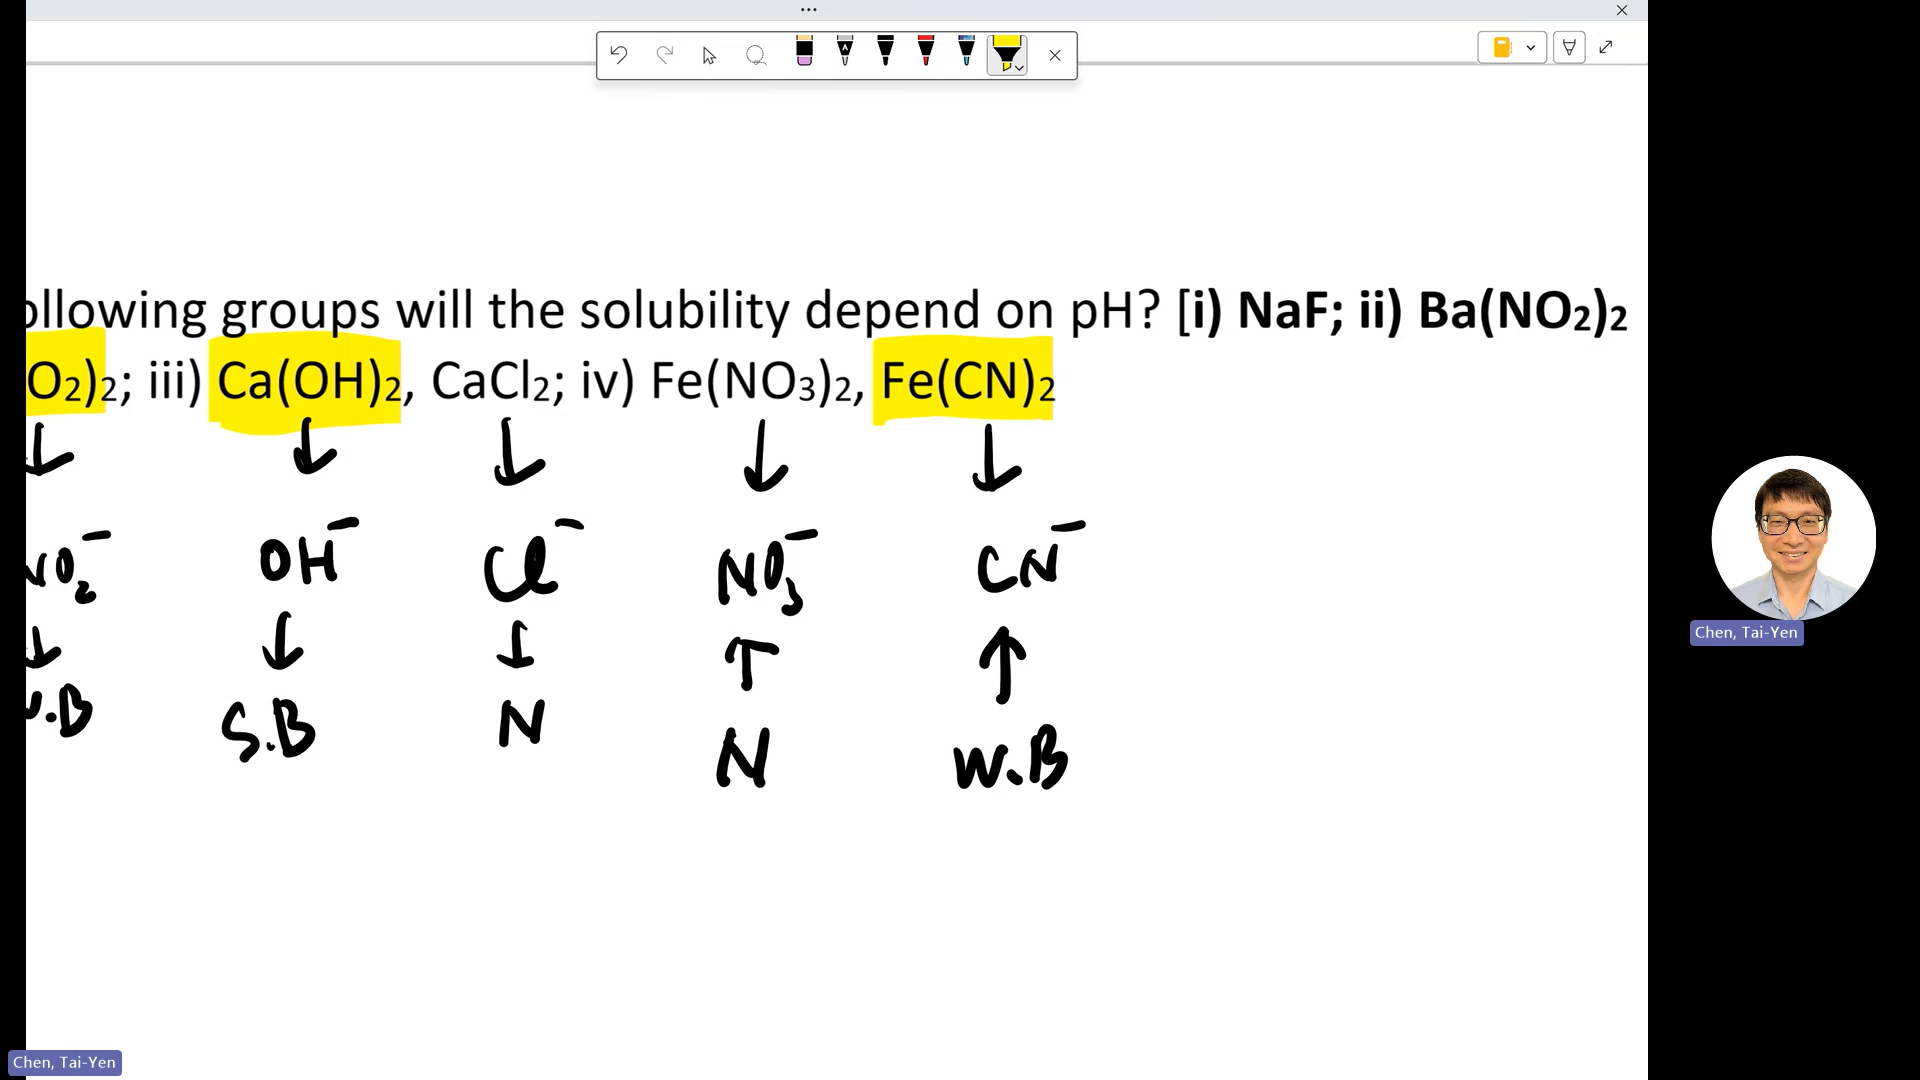 ollowing groups will the solubility depend on pH? [i) NaF; ii) Ba(NO2)2
O2)2; iii) Ca(OH)2, CaCl2; iv) Fe(NO3)2, Fe(CN)2
NO2⁻ OH⁻ Cl⁻ NO3⁻ CN⁻
W.B S.B N N W.B
Chen, Tai-Yen
Chen, Tai-Yen